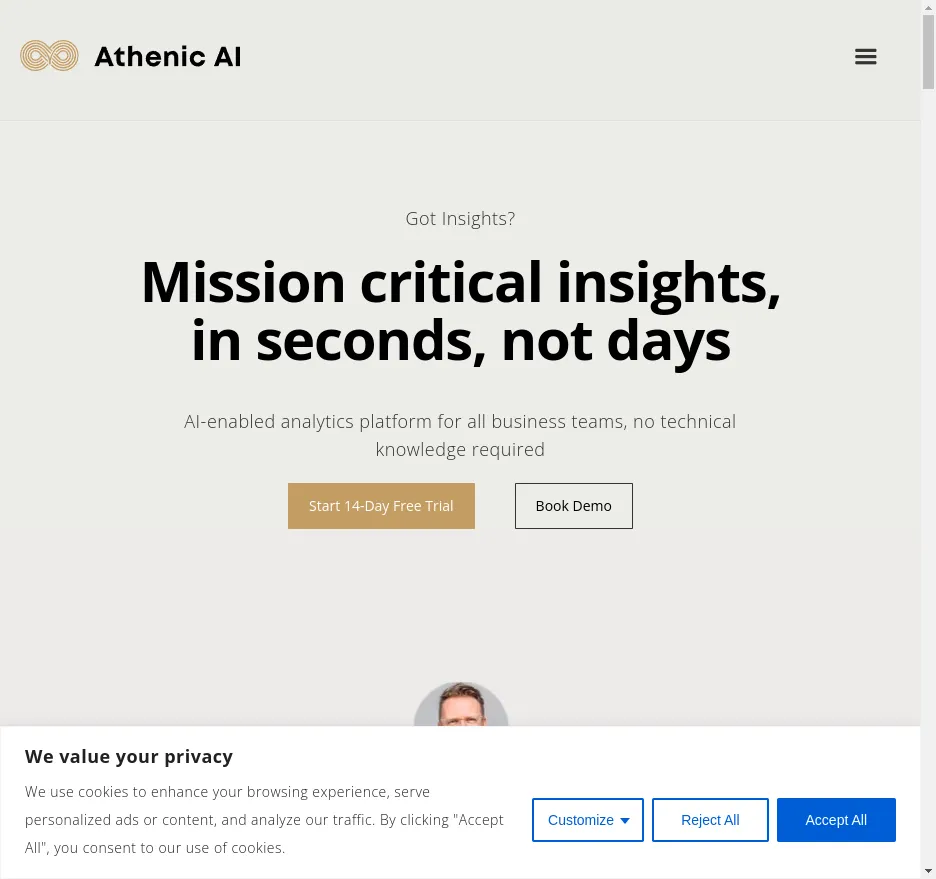 Athenic AI
Got Insights?
Mission critical insights,
in seconds, not days
AI-enabled analytics platform for all business teams, no technical
knowledge required
Start 14-Day Free Trial
Book Demo
We value your privacy
We use cookies to enhance your browsing experience, serve
personalized ads or content, and analyze our traffic. By clicking "Accept
All", you consent to our use of cookies.
Customize
Reject All
Accept All